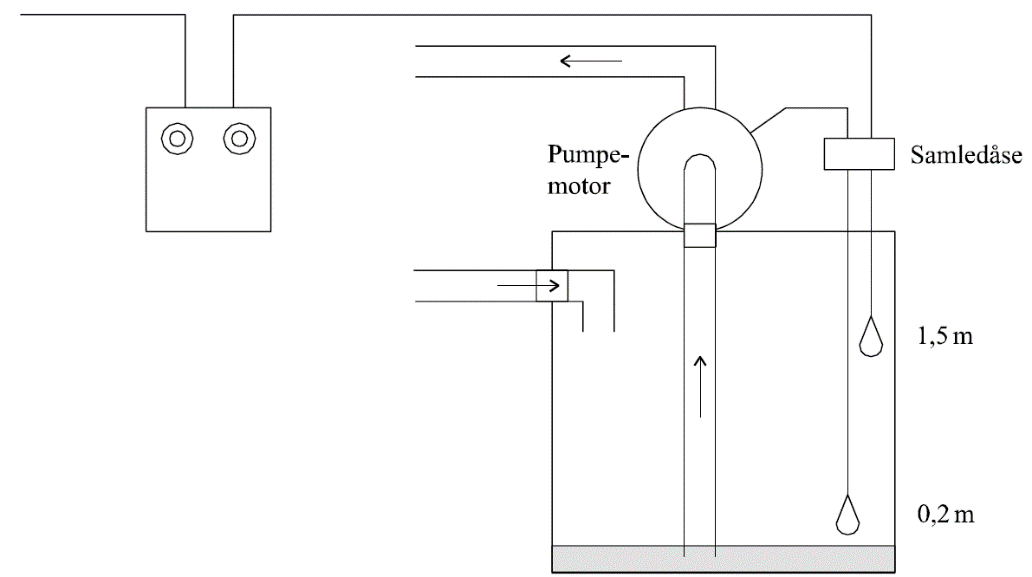 Pumpe-
motor
Samledåse
1,5 m
0,2 m